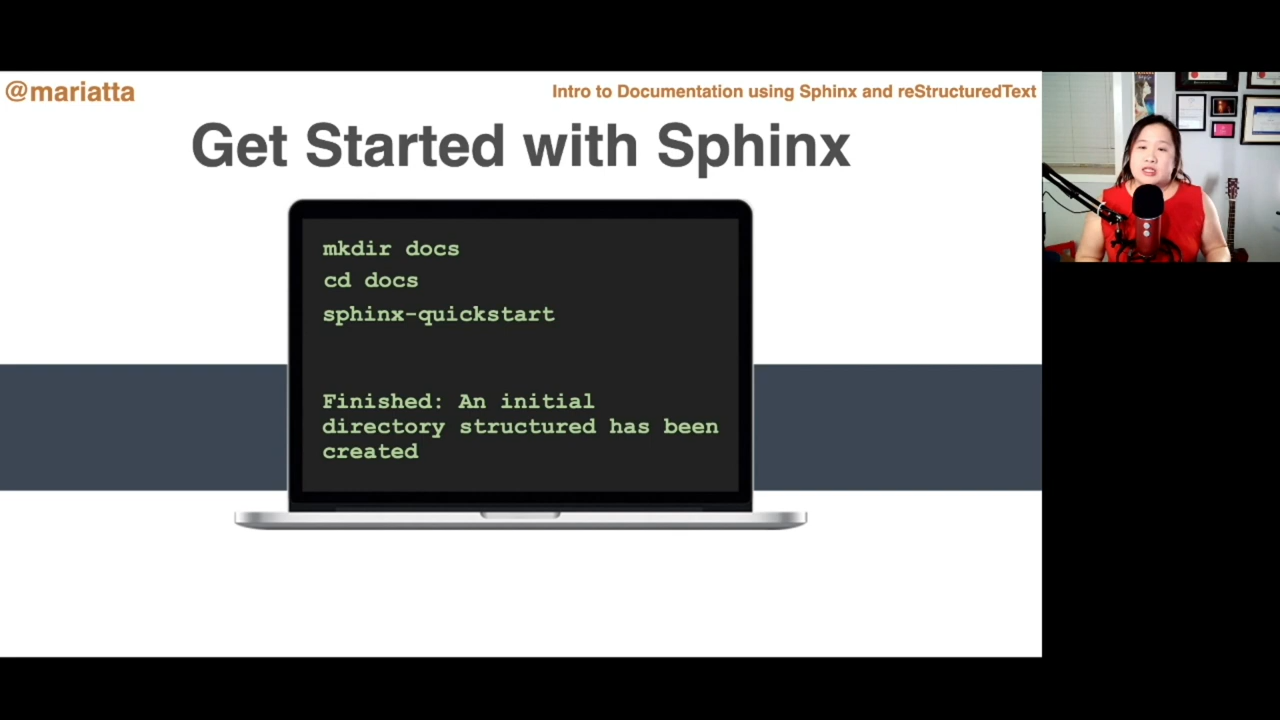 @mariatta
Intro to Documentation using Sphinx and reStructuredText
Get Started with Sphinx
mkdir docs
cd docs
sphinx-quickstart
Finished: An initial
directory structured has been
created